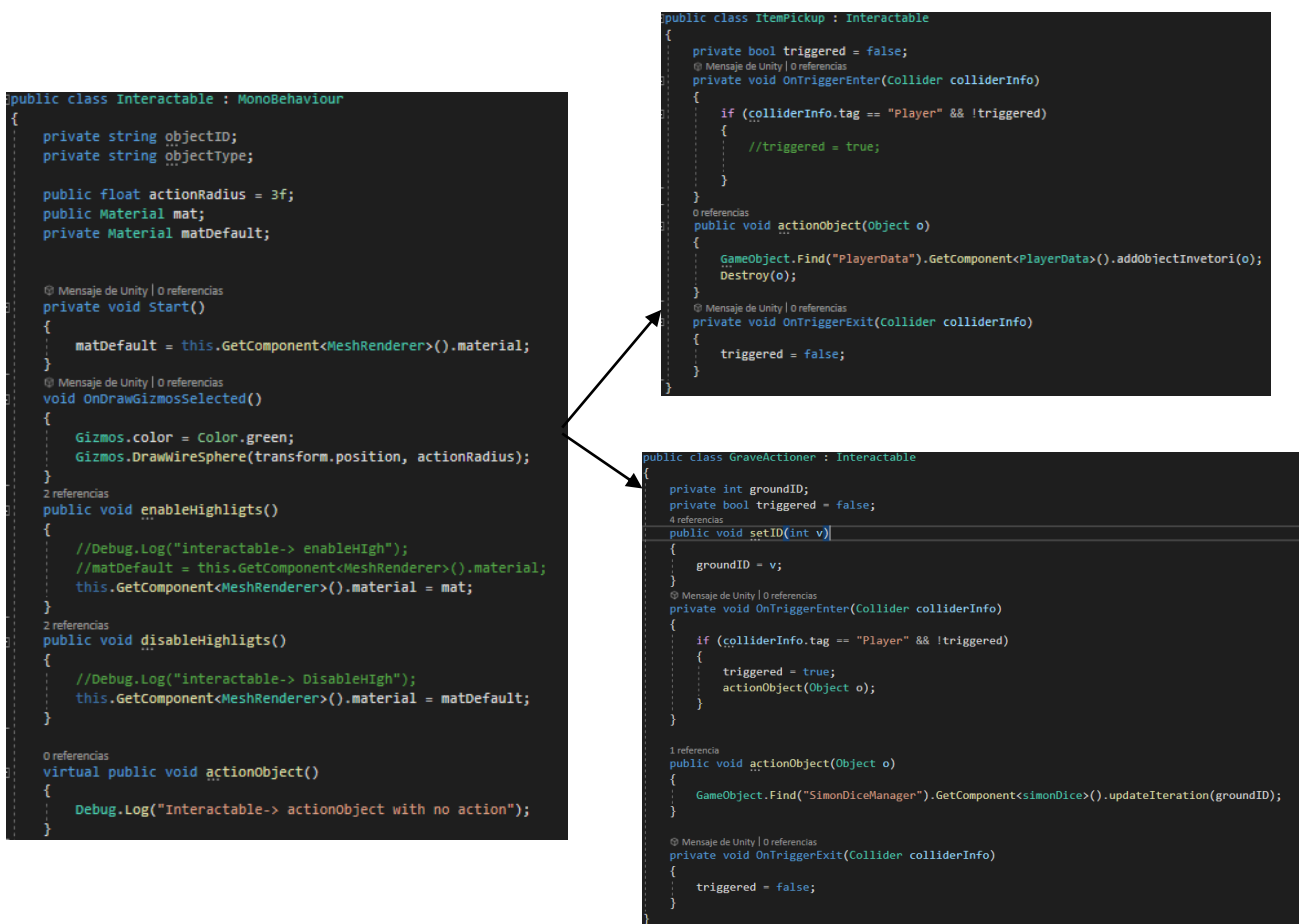 public class Interactable : MonoBehaviour
{
private string objectID;
private string objectType;
public float actionRadius = 3f;
public Material mat;
private Material matDefault;
Mensaje de Unity | 0 referencias
private void Start()
{
matDefault = this.GetComponent<MeshRenderer>().material;
}
Mensaje de Unity | 0 referencias
void OnDrawGizmosSelected()
{
Gizmos.color = Color.green;
Gizmos.DrawWireSphere(transform.position, actionRadius);
}
2 referencias
public void enableHighligts()
{
//Debug.Log("interactable-> enableHIgh");
//matDefault = this.GetComponent<MeshRenderer>().material;
this.GetComponent<MeshRenderer>().material = mat;
}
2 referencias
public void disableHighligts()
{
//Debug.Log("interactable-> DisableHIgh");
this.GetComponent<MeshRenderer>().material = matDefault;
}
0 referencias
virtual public void actionObject()
{
Debug.Log("Interactable-> actionObject with no action");
}
public class ItemPickup : Interactable
{
private bool triggered = false;
Mensaje de Unity | 0 referencias
private void OnTriggerEnter(Collider colliderInfo)
{
if (colliderInfo.tag == "Player" && !triggered)
{
//triggered = true;
}
}
0 referencias
public void actionObject(Object o)
{
GameObject.Find("PlayerData").GetComponent<PlayerData>().addObjectInvetori(o);
Destroy(o);
}
Mensaje de Unity | 0 referencias
private void OnTriggerExit(Collider colliderInfo)
{
triggered = false;
}
}
public class GraveActioner : Interactable
{
private int groundID;
private bool triggered = false;
4 referencias
public void setID(int v)
{
groundID = v;
}
Mensaje de Unity | 0 referencias
private void OnTriggerEnter(Collider colliderInfo)
{
if (colliderInfo.tag == "Player" && !triggered)
{
triggered = true;
actionObject(Object o);
}
}
1 referencia
public void actionObject(Object o)
{
GameObject.Find("SimonDiceManager").GetComponent<simonDice>().updateIteration(groundID);
}
Mensaje de Unity | 0 referencias
private void OnTriggerExit(Collider colliderInfo)
{
triggered = false;
}
}